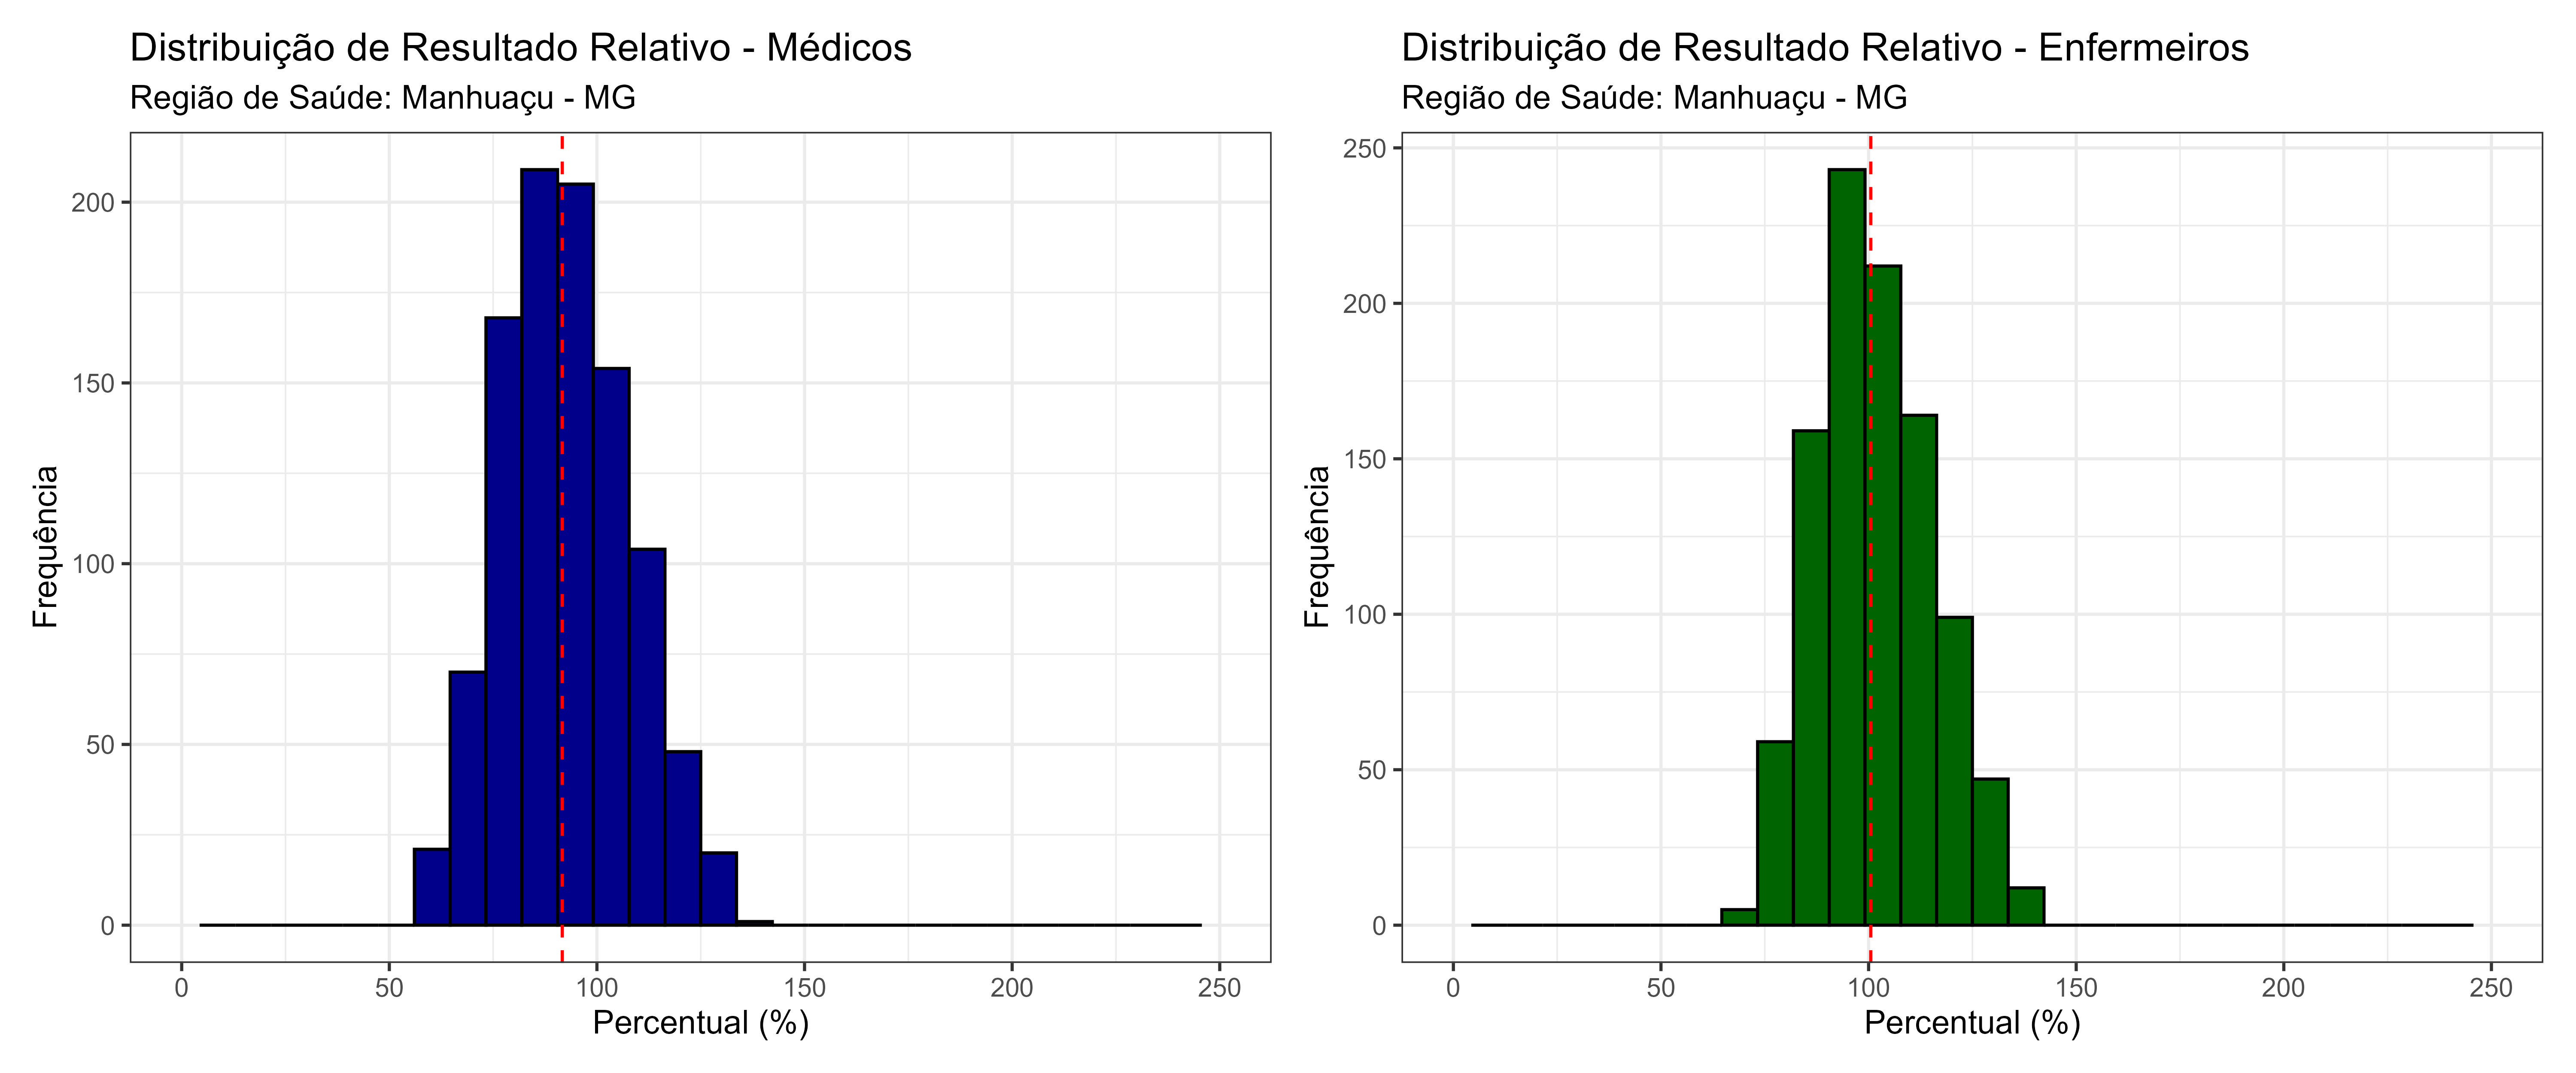 Distribuição de Resultado Relativo - Médicos
Região de Saúde: Manhuaçu - MG
Frequência
200
150
100
50
0
0 50 100 150 200 250
Percentual (%)
Distribuição de Resultado Relativo - Enfermeiros
Região de Saúde: Manhuaçu - MG
Frequência
250
200
150
100
50
0
0 50 100 150 200 250
Percentual (%)